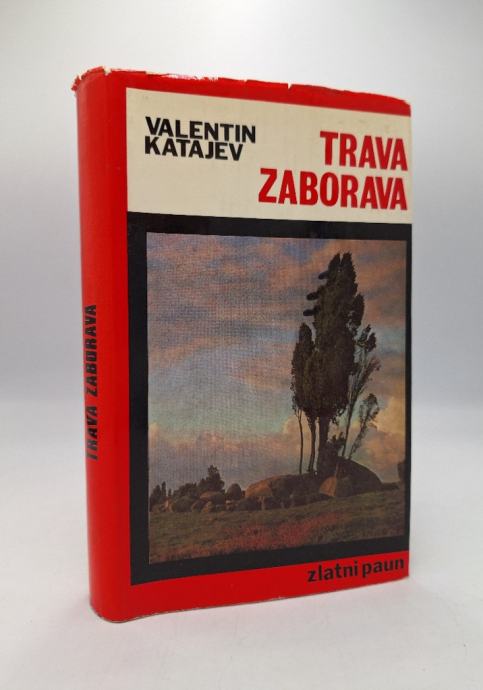 VALENTIN
KATAJEV
TRAVA
ZABORAVA
zlatni paun
TRAVA ZABORAVA